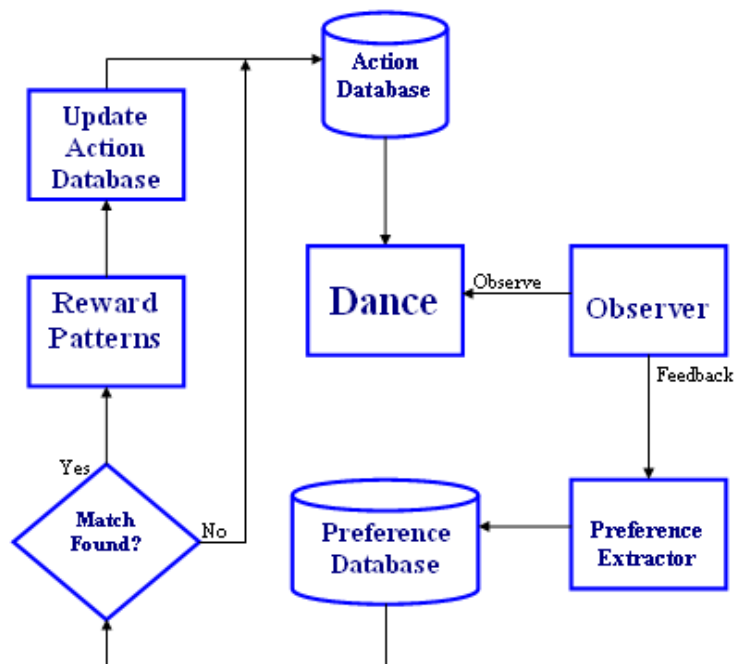 Action
Database
Update
Action
Database
Dance
Observe
Observer
Reward
Patterns
Feedback
Yes
Match
Found?
No
Preference
Database
Preference
Extractor